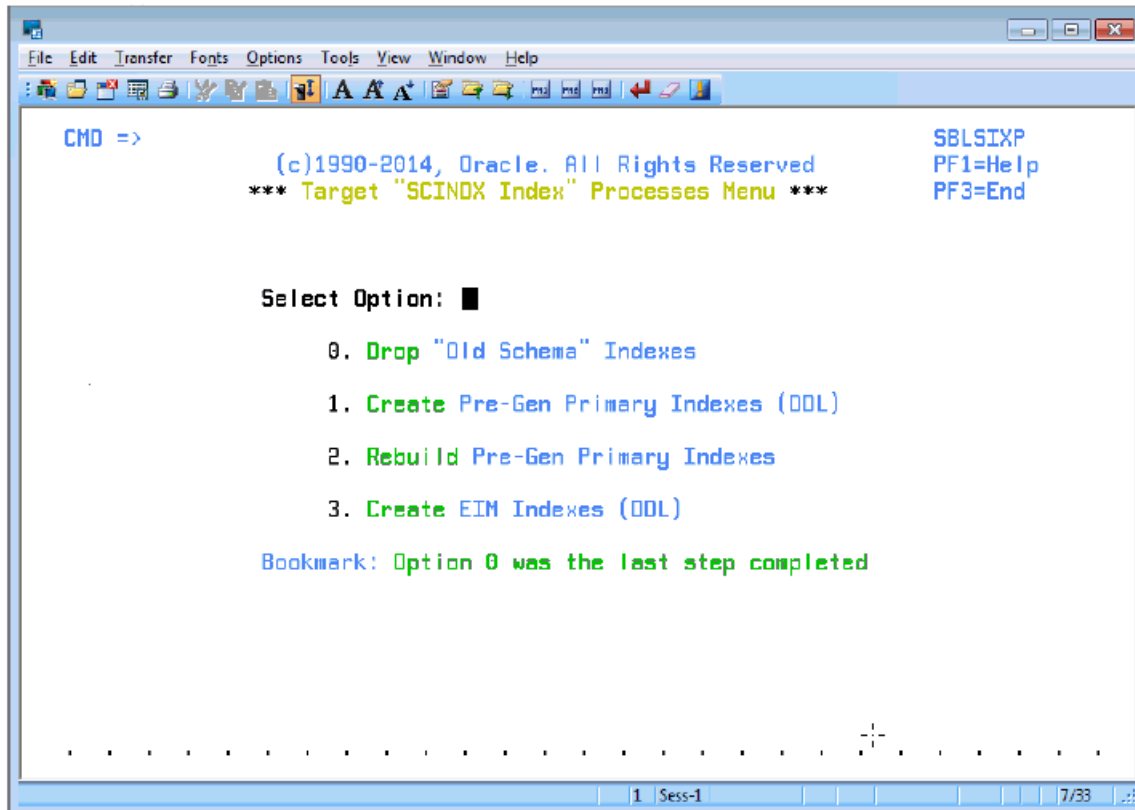 File Edit Transfer Fonts Options Tools View Window Help
CMD => SBLSIXP
(c)1990-2014, Oracle. All Rights Reserved PF1=Help
*** Target "SCINDX Index" Processes Menu *** PF3=End
Select Option:
0. Drop "Old Schema" Indexes
1. Create Pre-Gen Primary Indexes (DDL)
2. Rebuild Pre-Gen Primary Indexes
3. Create EIM Indexes (DDL)
Bookmark: Option 0 was the last step completed
1 Sess-1 7/33